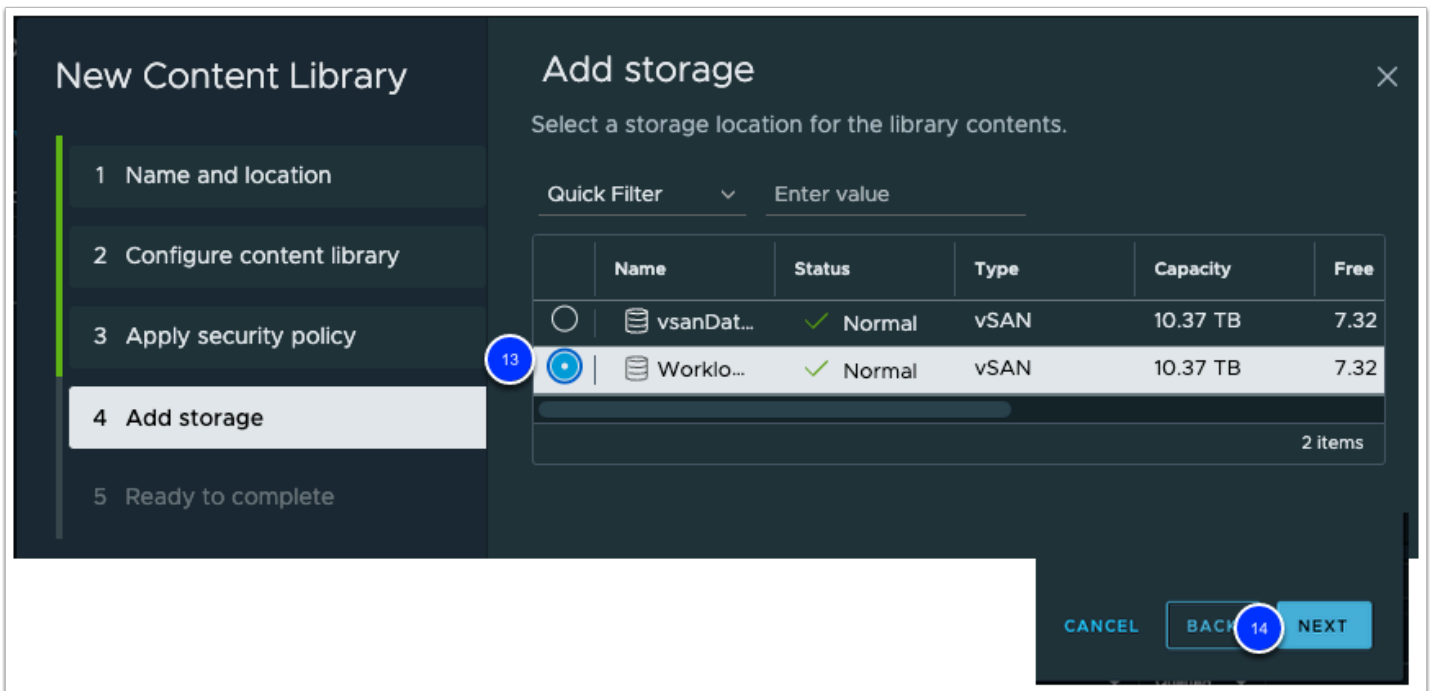 New Content Library
1 Name and location
2 Configure content library
3 Apply security policy
4 Add storage
5 Ready to complete
Add storage
Select a storage location for the library contents.
Quick Filter Enter value
Name Status Type Capacity Free
vsanDat... Normal vSAN 10.37 TB 7.32
13 Worklo... Normal vSAN 10.37 TB 7.32
2 items
CANCEL BACK 14 NEXT